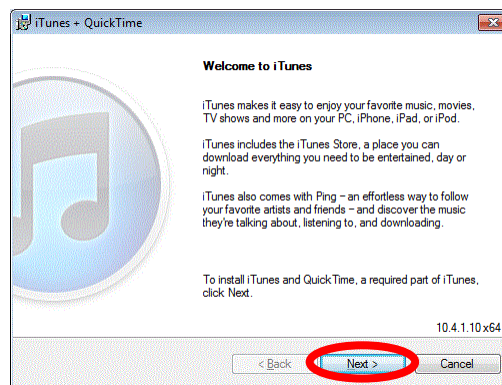 iTunes + QuickTime
Welcome to iTunes
iTunes makes it easy to enjoy your favorite music, movies,
TV shows and more on your PC, iPhone, iPad, or iPod.
iTunes includes the iTunes Store, a place you can
download everything you need to be entertained, day or
night.
iTunes also comes with Ping – an effortless way to follow
your favorite artists and friends – and discover the music
they're talking about, listening to, and downloading.
To install iTunes and QuickTime, a required part of iTunes,
click Next.
10.4.1.10 x64
< Back Next > Cancel